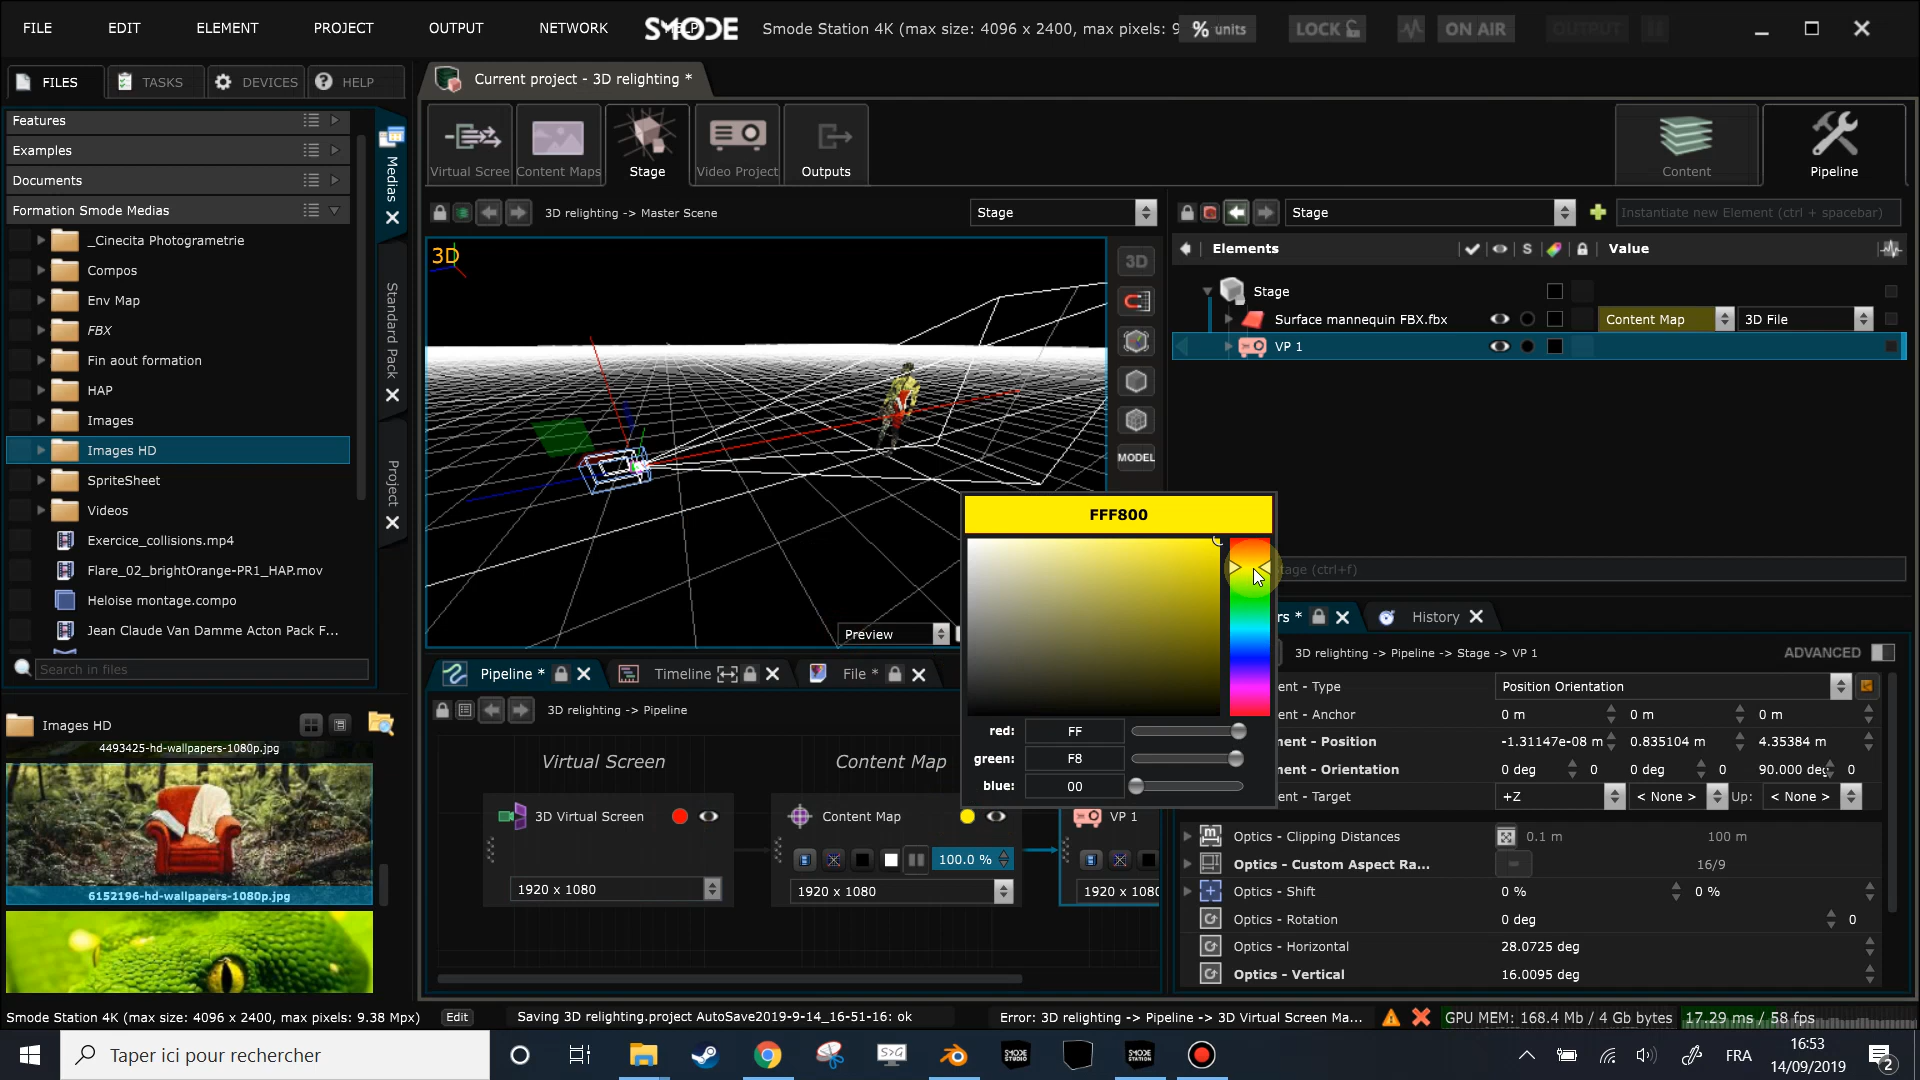 FILE EDIT ELEMENT PROJECT OUTPUT NETWORK SMODE Smode Station 4K (max size: 4096 x 2400, max pixels: 9 % units LOCK ON AIR OUTPUT
FILES TASKS DEVICES HELP
Current project - 3D relighting *
Features
Examples
Documents
Formation Smode Medias
_Cinecita Photogrametrie
Compos
Env Map
FBX
Fin aout formation
HAP
Images
Images HD
SpriteSheet
Videos
Exercice_collisions.mp4
Flare_02_brightOrange-PR1_HAP.mov
Heloise montage.compo
Jean Claude Van Damme Acton Pack F...
Search in files
Medias
Standard Pack
Project
Images HD
4493425-hd-wallpapers-1080p.jpg
6152196-hd-wallpapers-1080p.jpg
Virtual Scree Content Maps Stage Video Project Outputs
Content Pipeline
3D relighting -> Master Scene Stage
3D
3D
MODEL
Preview
Stage Instantiate new Element (ctrl + spacebar)
Elements S Value
Stage
Surface mannequin FBX.fbx Content Map 3D File
VP 1
tage (ctrl+f)
FFF800
red: FF
green: F8
blue: 00
Pipeline * Timeline File *
3D relighting -> Pipeline
Virtual Screen Content Map
3D Virtual Screen Content Map VP 1
100.0 %
1920 x 1080 1920 x 1080 1920 x 1080
rs * History
3D relighting -> Pipeline -> Stage -> VP 1 ADVANCED
ent - Type Position Orientation
ent - Anchor 0 m 0 m 0 m
ent - Position -1.31147e-08 m 0.835104 m 4.35384 m
ent - Orientation 0 deg 0 0 deg 0 90.000 deg 0
ent - Target +Z < None > Up: < None >
Optics - Clipping Distances 0.1 m 100 m
Optics - Custom Aspect Ra... 16/9
Optics - Shift 0 % 0 %
Optics - Rotation 0 deg 0
Optics - Horizontal 28.0725 deg
Optics - Vertical 16.0095 deg
Smode Station 4K (max size: 4096 x 2400, max pixels: 9.38 Mpx) Edit Saving 3D relighting.project AutoSave2019-9-14_16-51-16: ok Error: 3D relighting -> Pipeline -> 3D Virtual Screen Ma... GPU MEM: 168.4 Mb / 4 Gb bytes 17.29 ms / 58 fps
Taper ici pour rechercher
S>G
SMODE STUDIO
SMODE STATION
FRA
16:53
14/09/2019
2